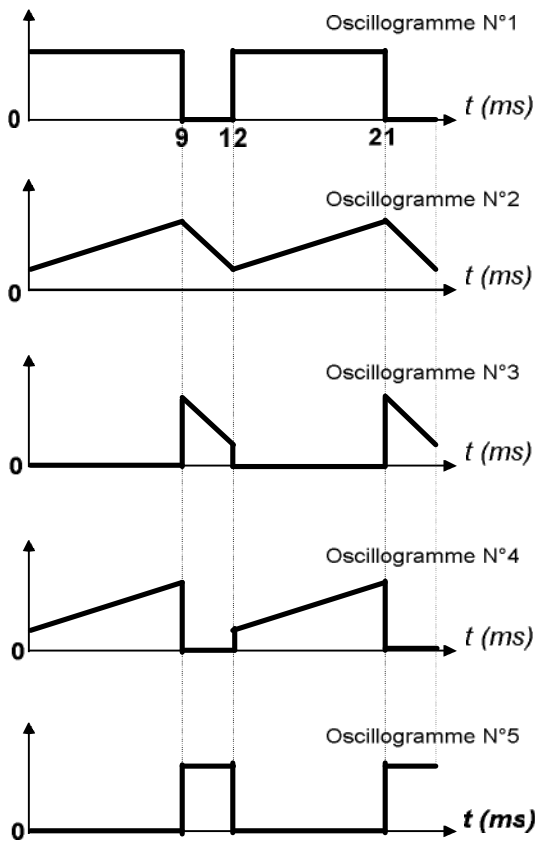 Oscillogramme N°1
t (ms)
0
9 12 21
Oscillogramme N°2
t (ms)
0
Oscillogramme N°3
t (ms)
0
Oscillogramme N°4
t (ms)
0
Oscillogramme N°5
t (ms)
0